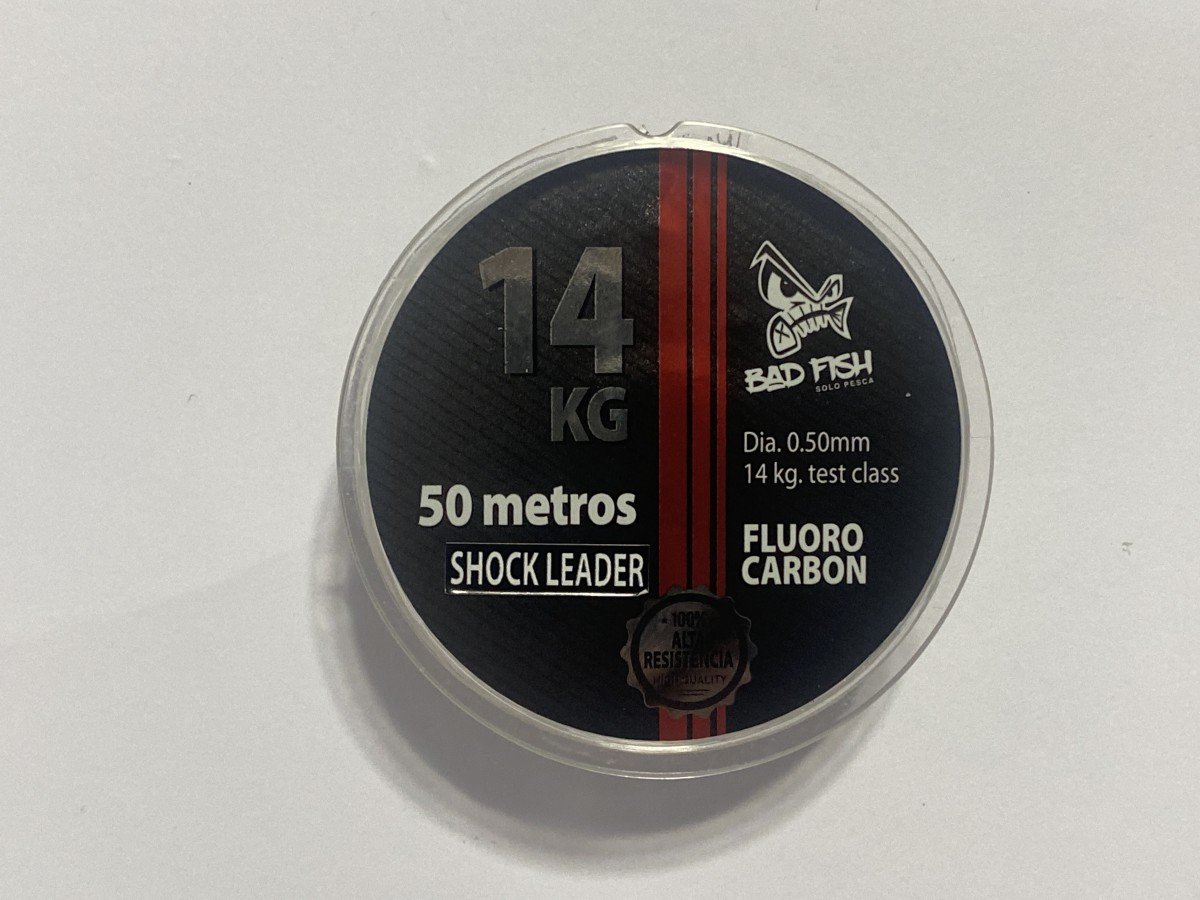 14
KG
50 metros
SHOCK LEADER
BAD FISH
SOLO PESCA
Dia. 0.50mm
14 kg. test class
FLUORO
CARBON
100%
ALTA
RESISTENCIA
HIGH QUALITY